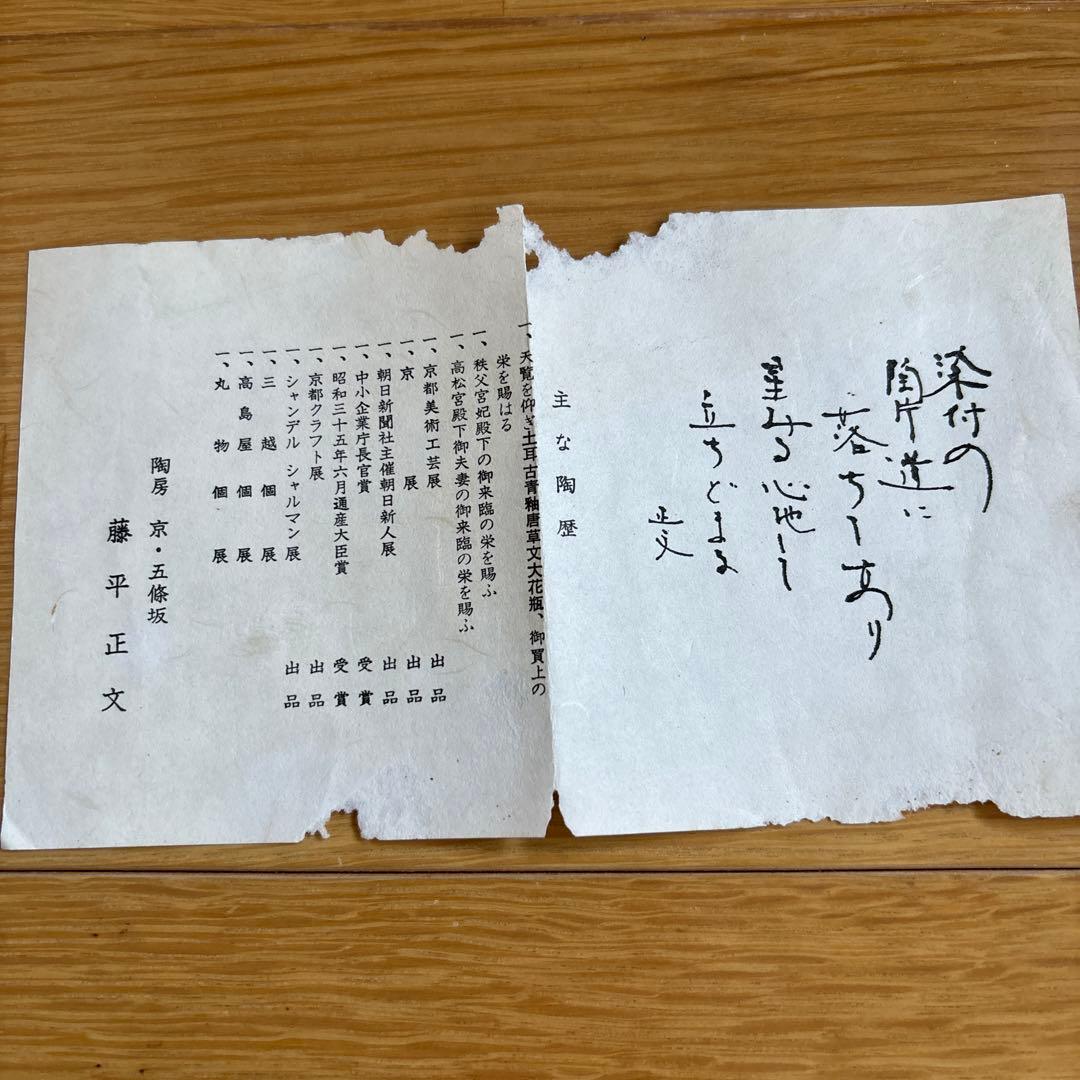 染付の
陶片道に
落ちてあり
星みる心地して
立ちどまる
正文
主な陶歴
一、天覧を仰ぎ土耳古青釉唐草文大花瓶、御買上の
栄を賜はる
一、秩父宮妃殿下の御来臨の栄を賜ふ
一、高松宮殿下御夫妻の御来臨の栄を賜ふ
一、京都美術工芸展 出品
一、京展 出品
一、朝日新聞社主催朝日新人展 出品
一、中小企業庁長官賞 受賞
一、昭和三十五年六月通産大臣賞 受賞
一、京都クラフト展 出品
一、シャンデル シャルマン展 出品
一、三越個展
一、高島屋個展
一、丸物個展
陶房 京・五條坂
藤平正文